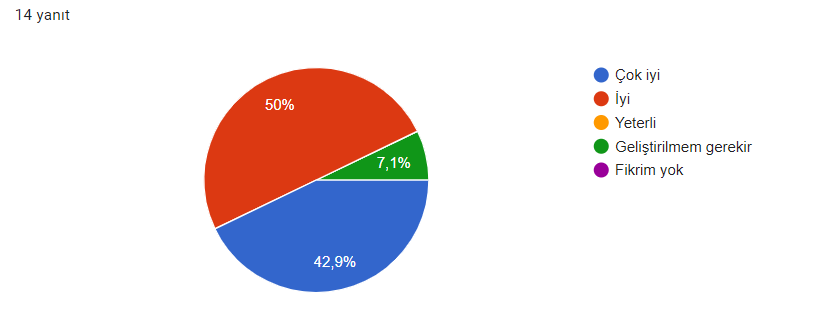 14 yanıt
50%
7,1%
42,9%
Çok iyi
İyi
Yeterli
Geliştirilmem gerekir
Fikrim yok